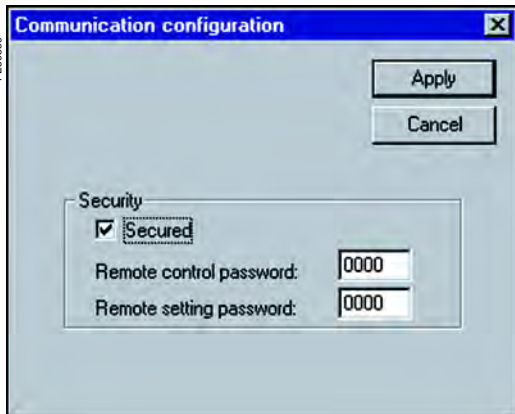 Communication configuration
Apply
Cancel
Security
Secured
Remote control password: 0000
Remote setting password: 0000